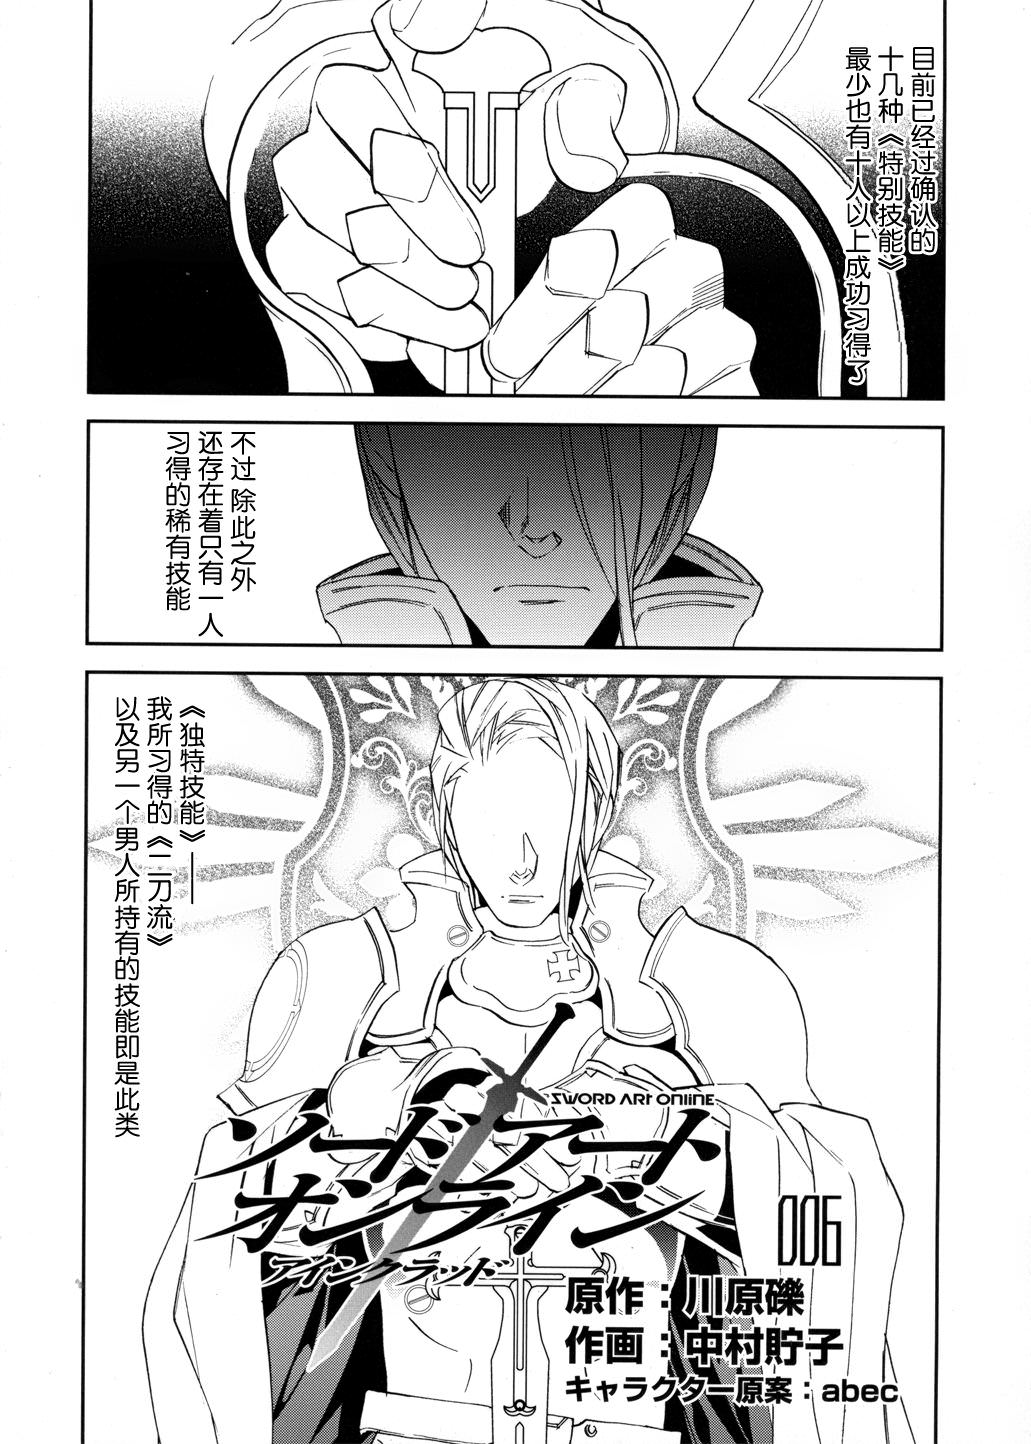 目前已经过确认的
十几种《特别技能》
最少也有十人以上成功习得了
不过 除此之外
还存在着只有一人
习得的稀有技能
《独特技能》——
我所习得的《二刀流》
以及另一个男人所持有的技能即是此类
SWORD ART ONLINE
ソードアート
オンライン
アインクラッド
006
原作：川原礫
作画：中村貯子
キャラクター原案：abec